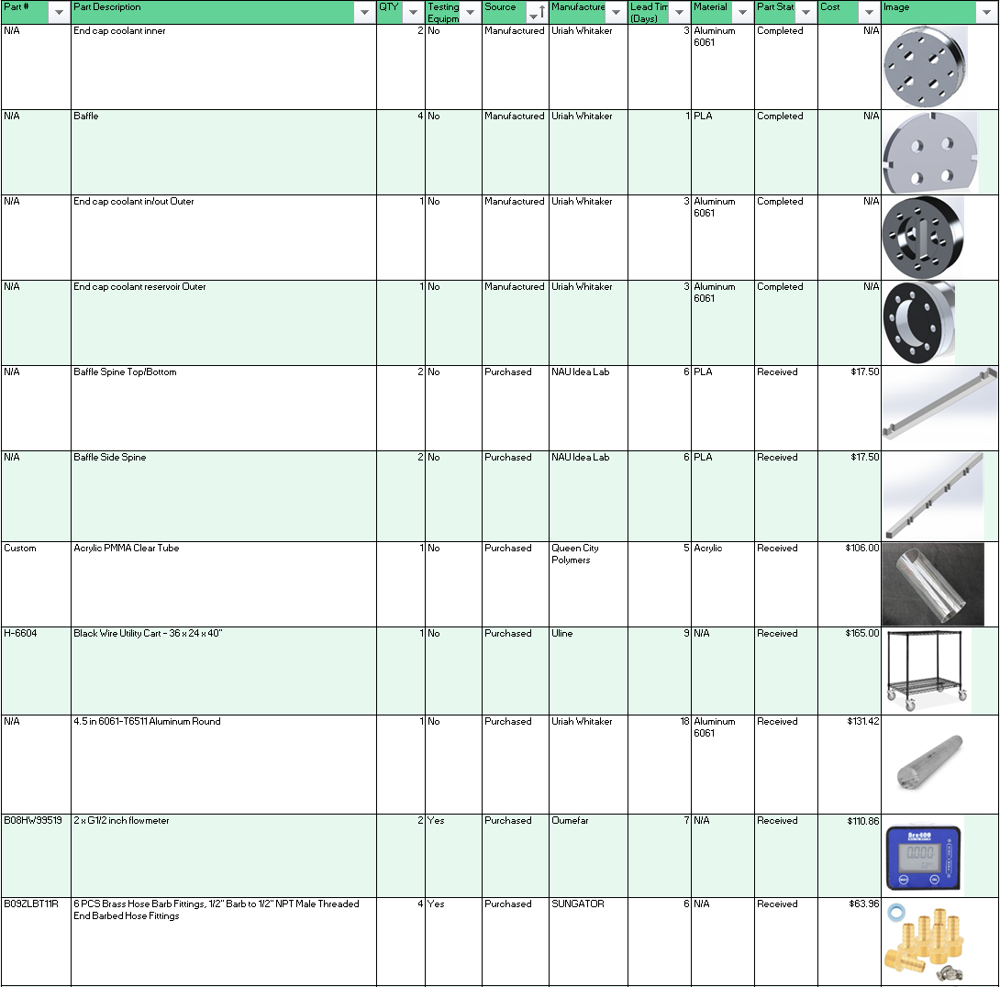 Part # Part Description QTY Testing Equipm Source Manufacture Lead Tim (Days) Material Part Stat Cost Image
N/A End cap coolant inner 2 No Manufactured Uriah Whitaker 3 Aluminum 6061 Completed N/A
N/A Baffle 4 No Manufactured Uriah Whitaker 1 PLA Completed N/A
N/A End cap coolant in/out Outer 1 No Manufactured Uriah Whitaker 3 Aluminum 6061 Completed N/A
N/A End cap coolant reservoir Outer 1 No Manufactured Uriah Whitaker 3 Aluminum 6061 Completed N/A
N/A Baffle Spine Top/Bottom 2 No Purchased NAU Idea Lab 6 PLA Received $17.50
N/A Baffle Side Spine 2 No Purchased NAU Idea Lab 6 PLA Received $17.50
Custom Acrylic PMMA Clear Tube 1 No Purchased Queen City Polymers 5 Acrylic Received $106.00
H-6604 Black Wire Utility Cart - 36 x 24 x 40" 1 No Purchased Uline 9 N/A Received $165.00
N/A 4.5 in 6061-T6511 Aluminum Round 1 No Purchased Uriah Whitaker 18 Aluminum 6061 Received $131.42
B08HW99519 2 x G1/2 inch flowmeter 2 Yes Purchased Oumefar 7 N/A Received $110.86
Bre400
0.000
B09ZLBT11R 6 PCS Brass Hose Barb Fittings, 1/2" Barb to 1/2" NPT Male Threaded End Barbed Hose Fittings 4 Yes Purchased SUNGATOR 6 N/A Received $63.96